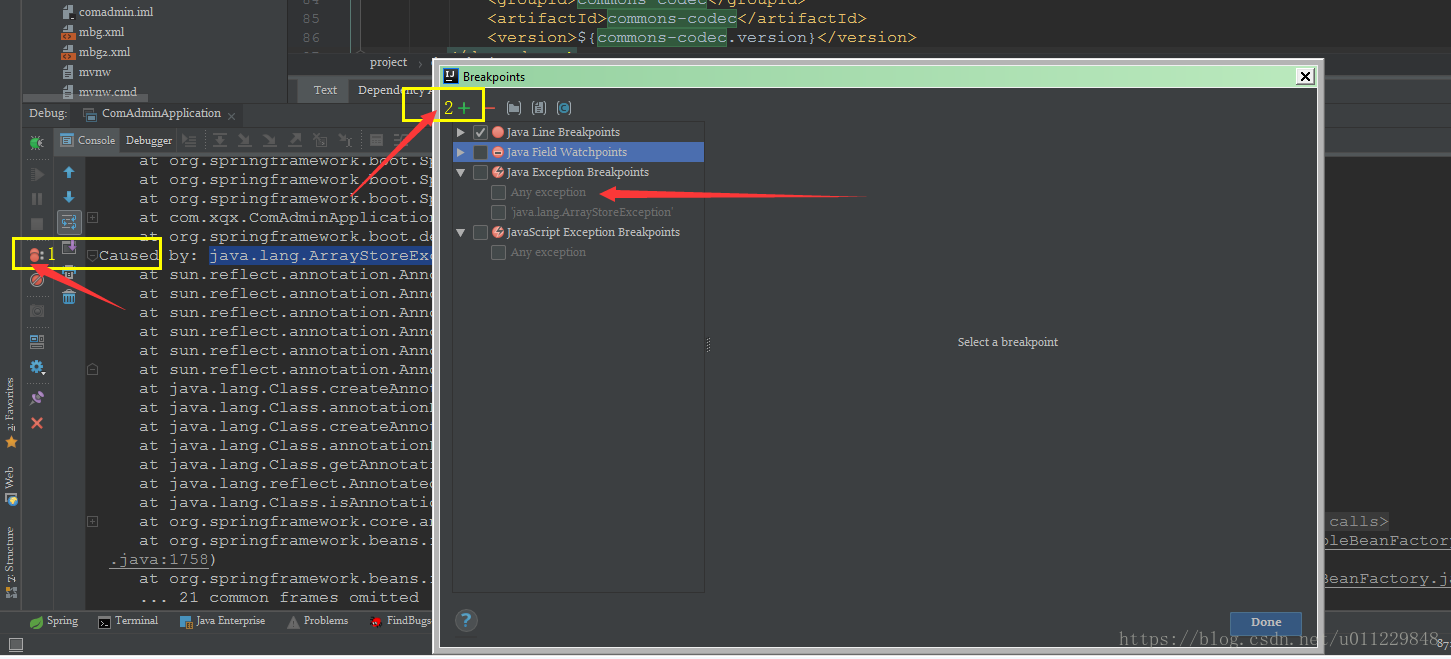 comadmin.iml
mbg.xml
mbg2.xml
mvnw
mvnw.cmd
84
85 <artifactId>commons-codec</artifactId>
86 <version>${commons-codec.version}</version>
project
Text
Dependency A
Debug: ComAdminApplication
Console
Debugger
Breakpoints
2
Java Line Breakpoints
Java Field Watchpoints
Java Exception Breakpoints
Any exception
'java.lang.ArrayStoreException'
JavaScript Exception Breakpoints
Any exception
Select a breakpoint
Done
at org.springframework.boot.Sp
at org.springframework.boot.Sp
at org.springframework.boot.Sp
at com.xqx.ComAdminApplication
at org.springframework.boot.de
1
Caused by: java.lang.ArrayStoreExc
at sun.reflect.annotation.Anno
at sun.reflect.annotation.Anno
at sun.reflect.annotation.Anno
at sun.reflect.annotation.Anno
at sun.reflect.annotation.Anno
at sun.reflect.annotation.Anno
at java.lang.Class.createAnnot
at java.lang.Class.annotation
at java.lang.Class.createAnnot
at java.lang.Class.annotation
at java.lang.Class.getAnnotati
at java.lang.reflect.Annotated
at java.lang.Class.isAnnotatio
at org.springframework.core.an
calls>
at org.springframework.beans.
bleBeanFactory
.java:1758)
at org.springframework.beans.
BeanFactory.ja
... 21 common frames omitted
2: Favorites
Web
7: Structure
Spring
Terminal
Java Enterprise
Problems
FindBugs
https://blog.csdn.net/u011229848
87